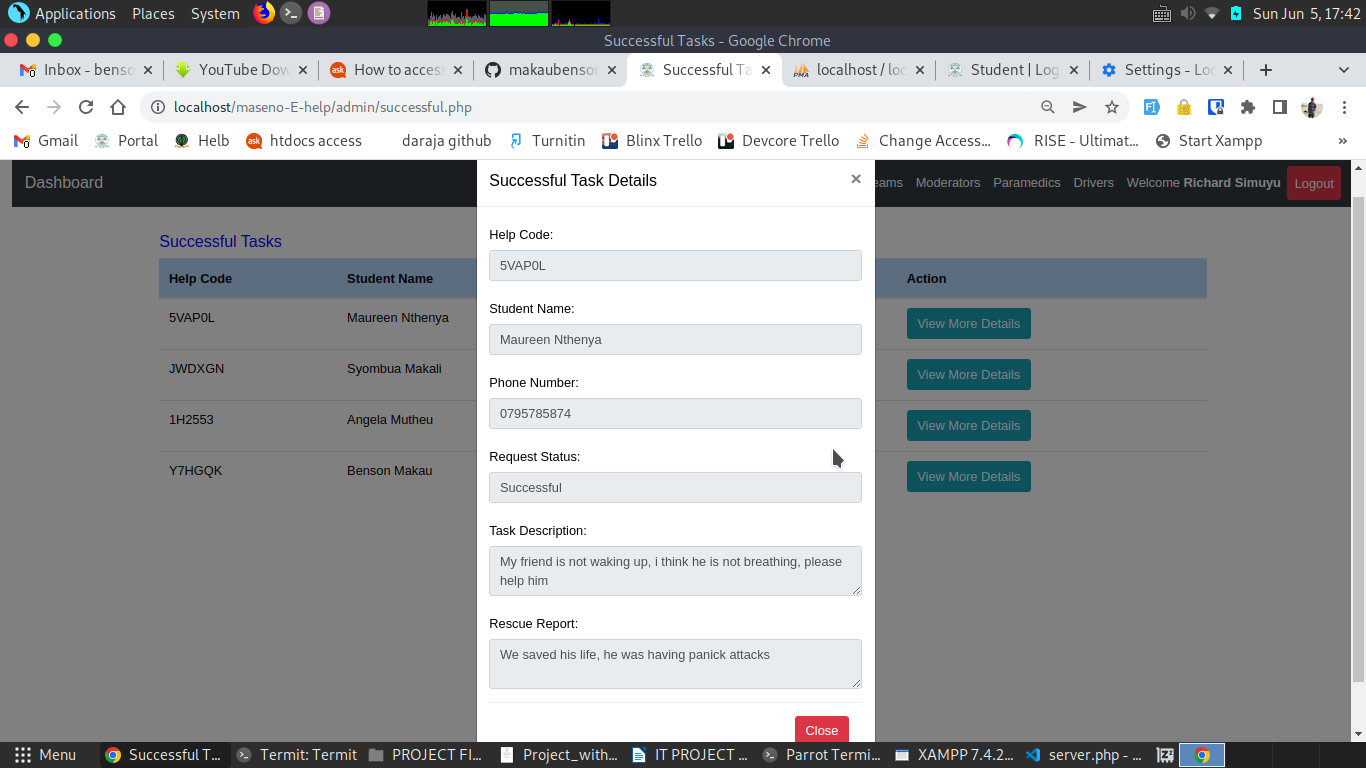 Applications Places System Sun Jun 5, 17:42
Successful Tasks - Google Chrome
Inbox - benso YouTube Dow How to acces makaubenson Successful Ta localhost / loc Student | Log Settings - Loc
localhost/maseno-E-help/admin/successful.php
Gmail Portal Helb htdocs access daraja github Turnitin Blinx Trello Devcore Trello Change Access... RISE - Ultimat... Start Xampp »
Dashboard eams Moderators Paramedics Drivers Welcome Richard Simuyu Logout
Successful Task Details ×
Successful Tasks
Help Code Student Name Action
5VAP0L Maureen Nthenya View More Details
JWDXGN Syombua Makali View More Details
1H2553 Angela Mutheu View More Details
Y7HGQK Benson Makau View More Details
Help Code:
5VAP0L
Student Name:
Maureen Nthenya
Phone Number:
0795785874
Request Status:
Successful
Task Description:
My friend is not waking up, i think he is not breathing, please
help him
Rescue Report:
We saved his life, he was having panick attacks
Close
Menu Successful T... Termit: Termit PROJECT FI... Project_with... IT PROJECT ... Parrot Termi... XAMPP 7.4.2... server.php - ...